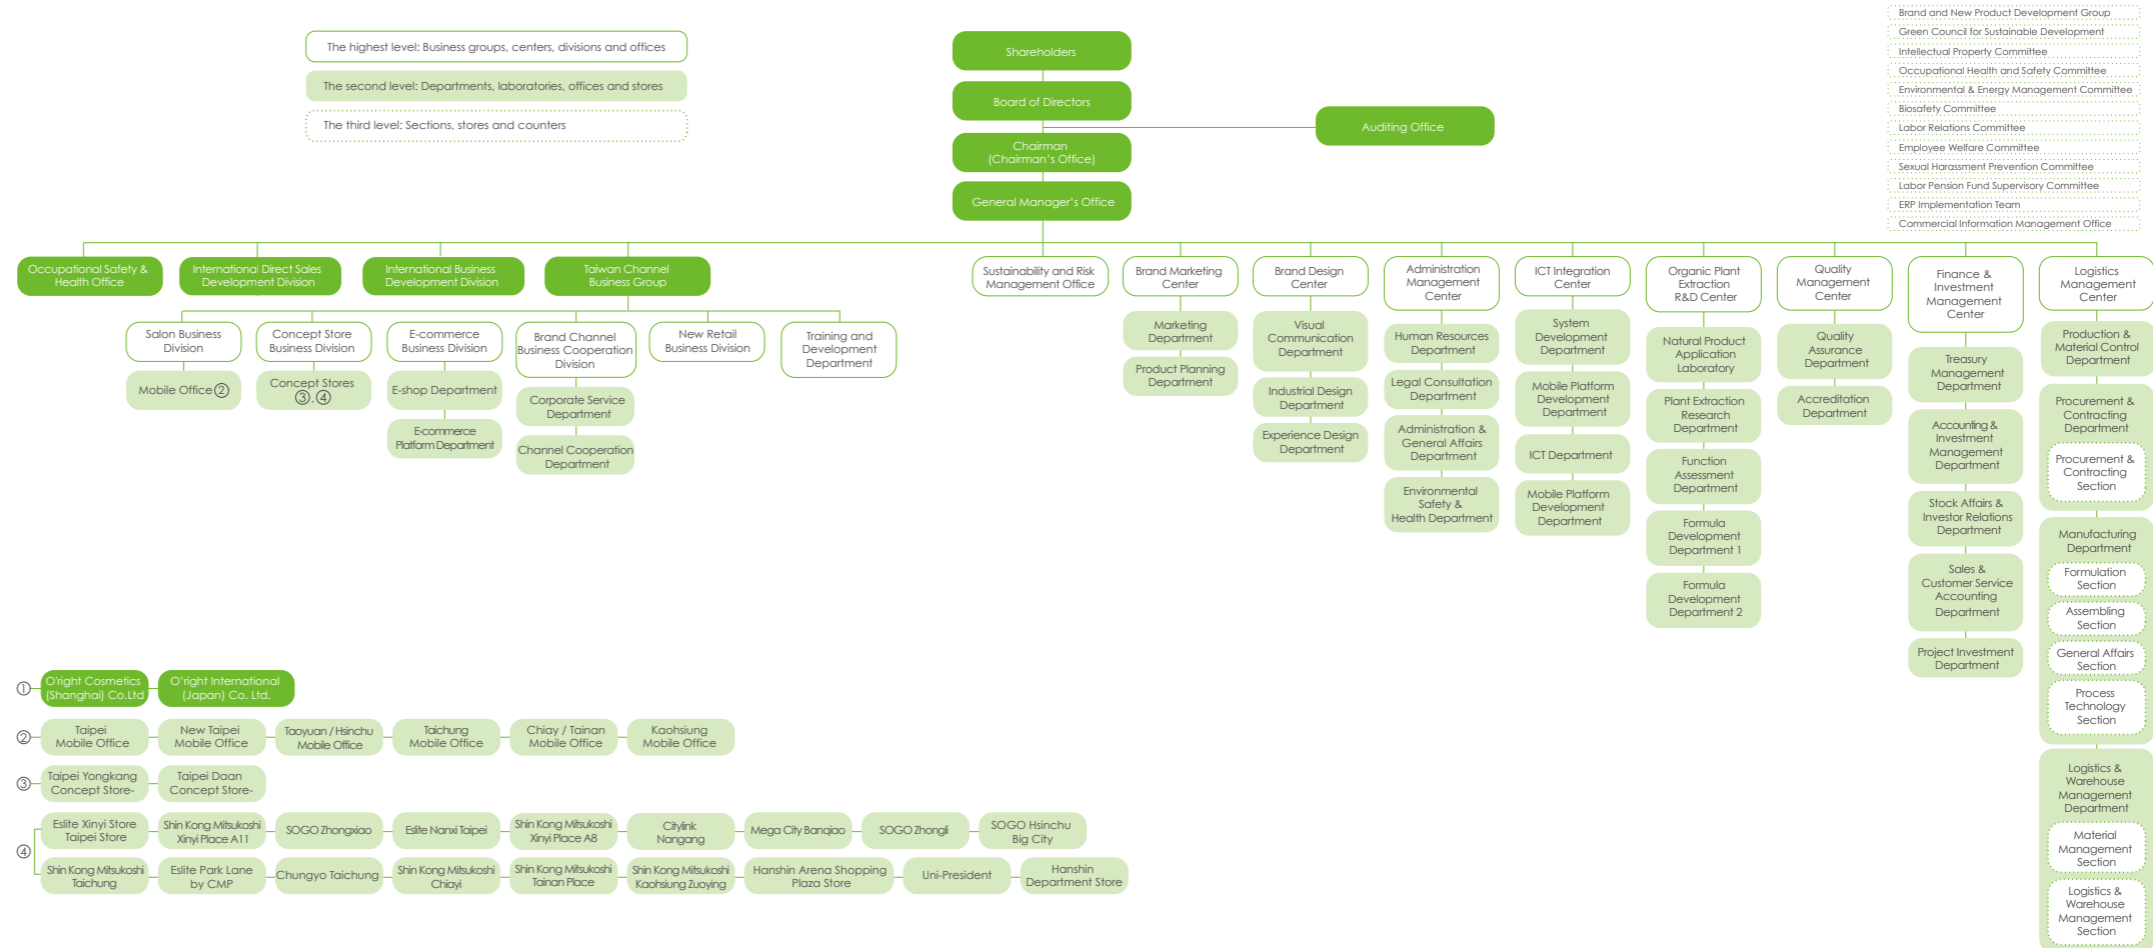 The highest level: Business groups, centers, divisions and offices
The second level: Departments, laboratories, offices and stores
The third level: Sections, stores and counters
Shareholders
Board of Directors
Auditing Office
Chairman
(Chairman's Office)
General Manager's Office
Brand and New Product Development Group
Green Council for Sustainable Development
Intellectual Property Committee
Occupational Health and Safety Committee
Environmental & Energy Management Committee
Biosafety Committee
Labor Relations Committee
Employee Welfare Committee
Sexual Harassment Prevention Committee
Labor Pension Fund Supervisory Committee
ERP Implementation Team
Commercial Information Management Office
Occupational Safety &
Health Office
International Direct Sales
Development Division
International Business
Development Division
Taiwan Channel
Business Group
Salon Business
Division
Mobile Office ②
Concept Store
Business Division
Concept Stores
③.④
E-commerce
Business Division
E-shop Department
E-commerce
Platform Department
Brand Channel
Business Cooperation
Division
Corporate Service
Department
Channel Cooperation
Department
New Retail
Business Division
Training and
Development
Department
Sustainability and Risk
Management Office
Brand Marketing
Center
Marketing
Department
Product Planning
Department
Brand Design
Center
Visual
Communication
Department
Industrial Design
Department
Experience Design
Department
Administration
Management
Center
Human Resources
Department
Legal Consultation
Department
Administration &
General Affairs
Department
Environmental
Safety &
Health Department
ICT Integration
Center
System
Development
Department
Mobile Platform
Development
Department
ICT Department
Mobile Platform
Development
Department
Organic Plant
Extraction
R&D Center
Natural Product
Application
Laboratory
Plant Extraction
Research
Department
Function
Assessment
Department
Formula
Development
Department 1
Formula
Development
Department 2
Quality
Management
Center
Quality
Assurance
Department
Accreditation
Department
Finance &
Investment
Management
Center
Treasury
Management
Department
Accounting &
Investment
Management
Department
Stock Affairs &
Investor Relations
Department
Sales &
Customer Service
Accounting
Department
Project Investment
Department
Logistics
Management
Center
Production &
Material Control
Department
Procurement &
Contracting
Department
Procurement &
Contracting
Section
Manufacturing
Department
Formulation
Section
Assembling
Section
General Affairs
Section
Process
Technology
Section
Logistics &
Warehouse
Management
Department
Material
Management
Section
Logistics &
Warehouse
Management
Section
①
O'right Cosmetics
(Shanghai) Co.Ltd
O'right International
(Japan) Co. Ltd.
②
Taipei
Mobile Office
New Taipei
Mobile Office
Taoyuan / Hsinchu
Mobile Office
Taichung
Mobile Office
Chiay / Tainan
Mobile Office
Kaohsiung
Mobile Office
③
Taipei Yongkang
Concept Store-
Taipei Daan
Concept Store-
④
Eslite Xinyi Store
Taipei Store
Shin Kong Mitsukoshi
Xinyi Place A11
SOGO Zhongxiao
Eslite Nanxi Taipei
Shin Kong Mitsukoshi
Xinyi Place A8
Citylink
Nangang
Mega City Banqiao
SOGO Zhongli
SOGO Hsinchu
Big City
Shin Kong Mitsukoshi
Taichung
Eslite Park Lane
by CMP
Chungyo Taichung
Shin Kong Mitsukoshi
Chiayi
Shin Kong Mitsukoshi
Tainan Place
Shin Kong Mitsukoshi
Kaohsiung Zuoying
Hanshin Arena Shopping
Plaza Store
Uni-President
Hanshin
Department Store